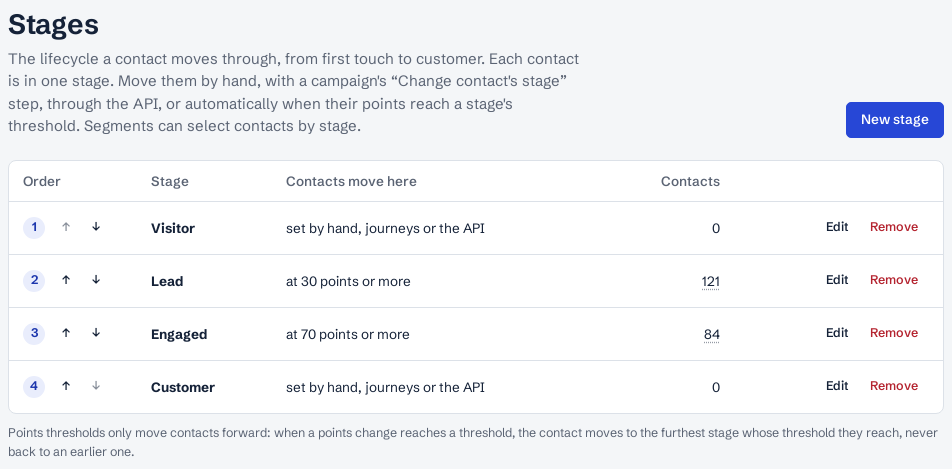 Stages
The lifecycle a contact moves through, from first touch to customer. Each contact
is in one stage. Move them by hand, with a campaign's “Change contact's stage”
step, through the API, or automatically when their points reach a stage's
threshold. Segments can select contacts by stage.
New stage
Order Stage Contacts move here Contacts
1 ↑ ↓ Visitor set by hand, journeys or the API 0 Edit Remove
2 ↑ ↓ Lead at 30 points or more 121 Edit Remove
3 ↑ ↓ Engaged at 70 points or more 84 Edit Remove
4 ↑ ↓ Customer set by hand, journeys or the API 0 Edit Remove
Points thresholds only move contacts forward: when a points change reaches a threshold, the contact moves to the furthest stage whose threshold they reach, never
back to an earlier one.